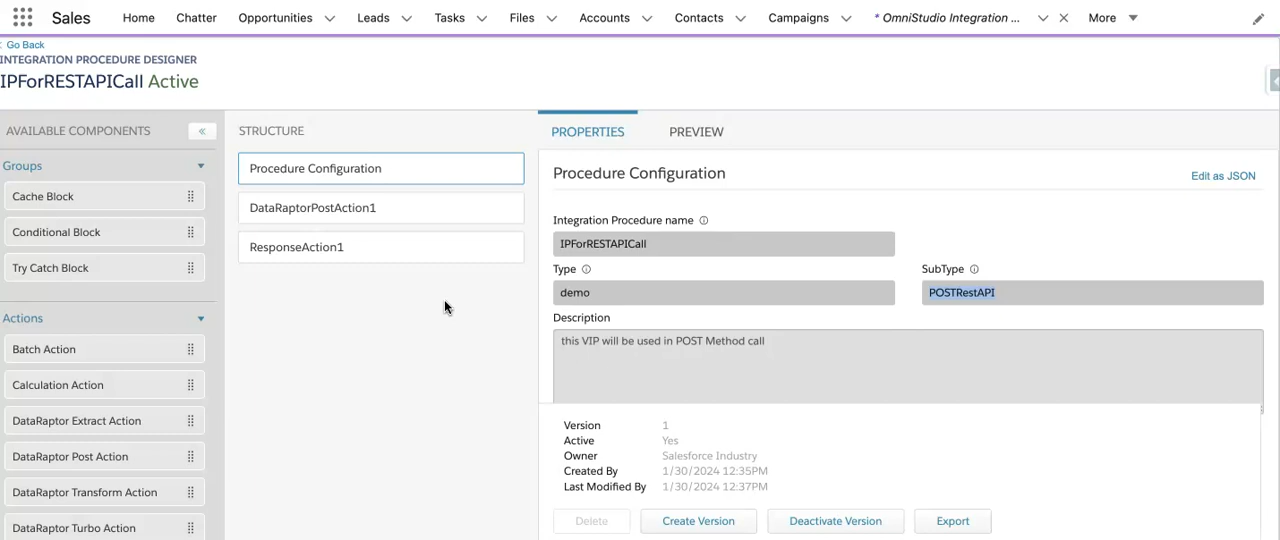 Sales Home Chatter Opportunities Leads Tasks Files Accounts Contacts Campaigns * OmniStudio Integration ... More
Go Back
INTEGRATION PROCEDURE DESIGNER
IPForRESTAPICall Active
AVAILABLE COMPONENTS
Groups
Cache Block
Conditional Block
Try Catch Block
Actions
Batch Action
Calculation Action
DataRaptor Extract Action
DataRaptor Post Action
DataRaptor Transform Action
DataRaptor Turbo Action
STRUCTURE
Procedure Configuration
DataRaptorPostAction1
ResponseAction1
PROPERTIES PREVIEW
Procedure Configuration Edit as JSON
Integration Procedure name
IPForRESTAPICall
Type SubType
demo POSTRestAPI
Description
this VIP will be used in POST Method call
Version 1
Active Yes
Owner Salesforce Industry
Created By 1/30/2024 12:35PM
Last Modified By 1/30/2024 12:37PM
Delete Create Version Deactivate Version Export